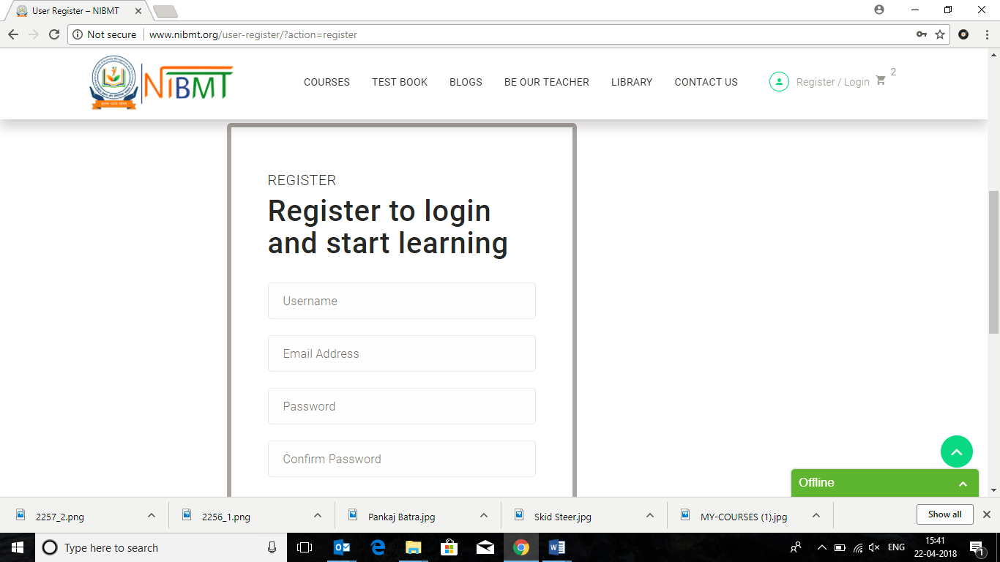 User Register – NIBMT
Not secure
www.nibmt.org/user-register/?action=register
NIBMT
COURSES
TEST BOOK
BLOGS
BE OUR TEACHER
LIBRARY
CONTACT US
Register / Login
2
REGISTER
Register to login
and start learning
Username
Email Address
Password
Confirm Password
Offline
2257_2.png
2256_1.png
Pankaj Batra.jpg
Skid Steer.jpg
MY-COURSES (1).jpg
Show all
Type here to search
ENG
15:41
22-04-2018
1